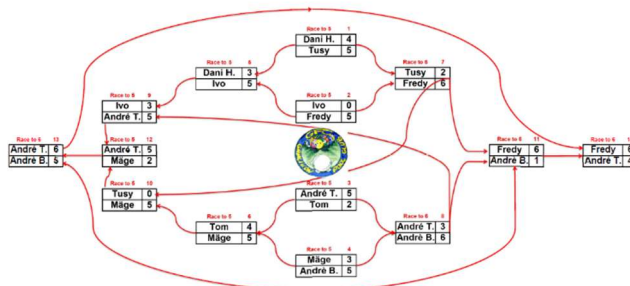 Race to 5 1
Dani H. 4
Tusy 5
Race to 5 6
Dani H. 3
Ivo 5
Race to 6 7
Tusy 2
Fredy 6
Race to 5 9
Ivo 3
André T. 5
Race to 5 2
Ivo 0
Fredy 5
Race to 6 13
André T. 6
André B. 5
Race to 5 12
André T. 5
Mäge 2
Race to 6 11
Fredy 6
André B. 1
Race to 6
Fredy 6
André T. 4
Race to 5 10
Tusy 0
Mäge 5
Race to 5 3
André T. 5
Tom 2
Race to 5
Tom 4
Mäge 5
Race to 6
André T. 3
André B. 6
Race to 5 4
Mäge 3
André B. 5